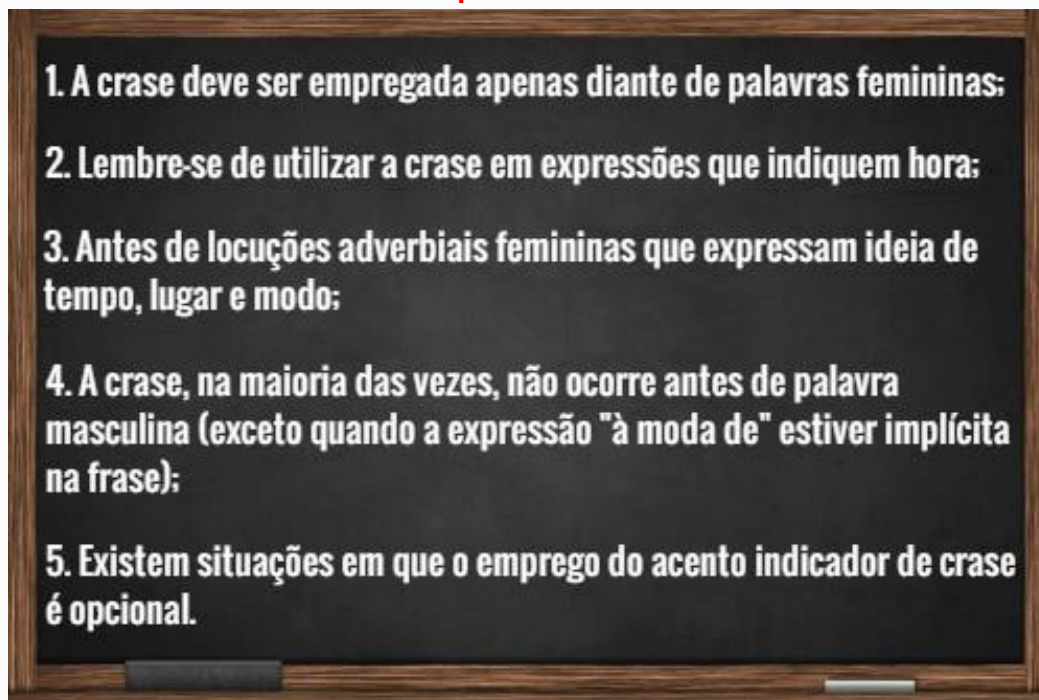 1. A crase deve ser empregada apenas diante de palavras femininas;
2. Lembre-se de utilizar a crase em expressões que indiquem hora;
3. Antes de locuções adverbiais femininas que expressam ideia de
tempo, lugar e modo;
4. A crase, na maioria das vezes, não ocorre antes de palavra
masculina (exceto quando a expressão "à moda de" estiver implícita
na frase);
5. Existem situações em que o emprego do acento indicador de crase
é opcional.